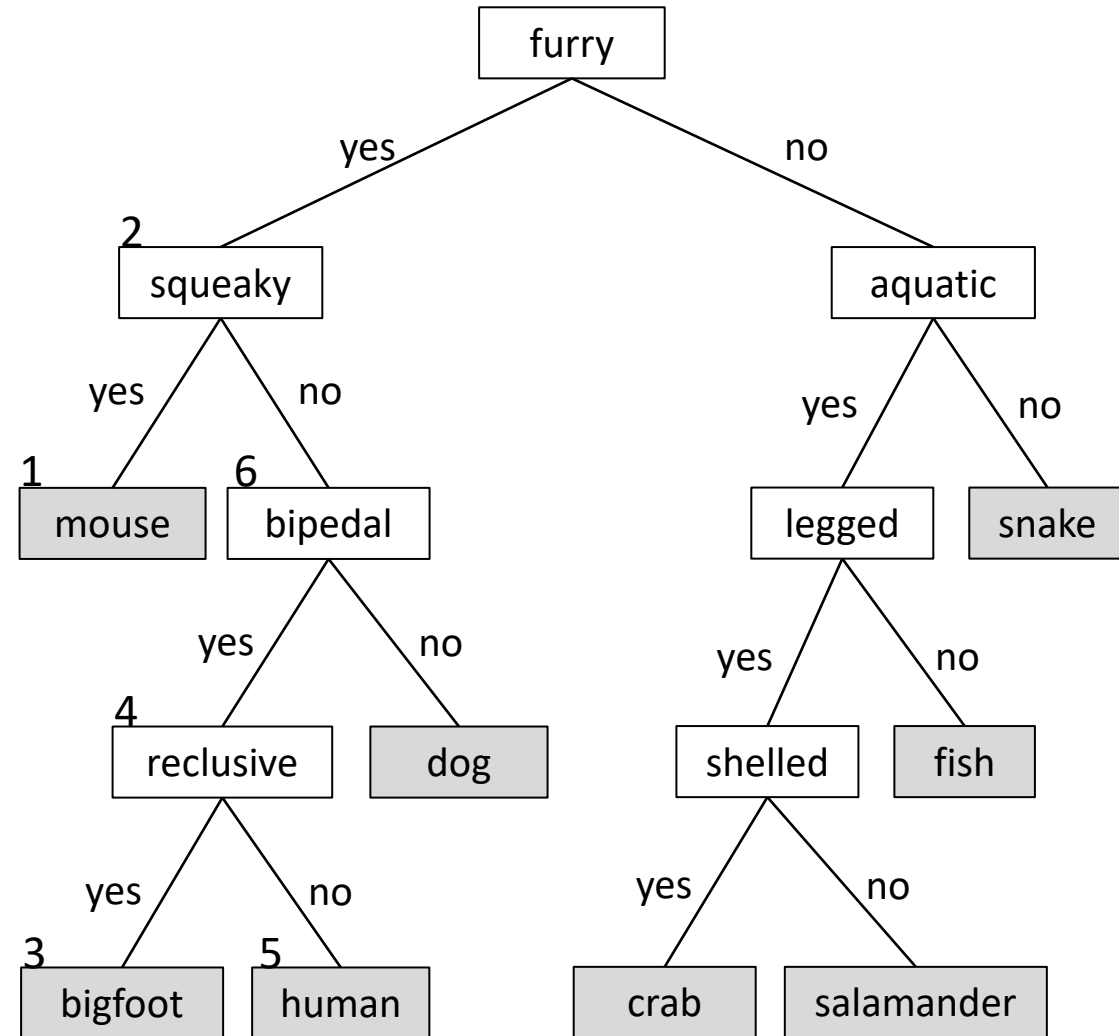 furry
yes no
2
squeaky aquatic
yes no yes no
1 6
mouse bipedal legged snake
yes no yes no
4
reclusive dog shelled fish
yes no yes no
3 5
bigfoot human crab salamander